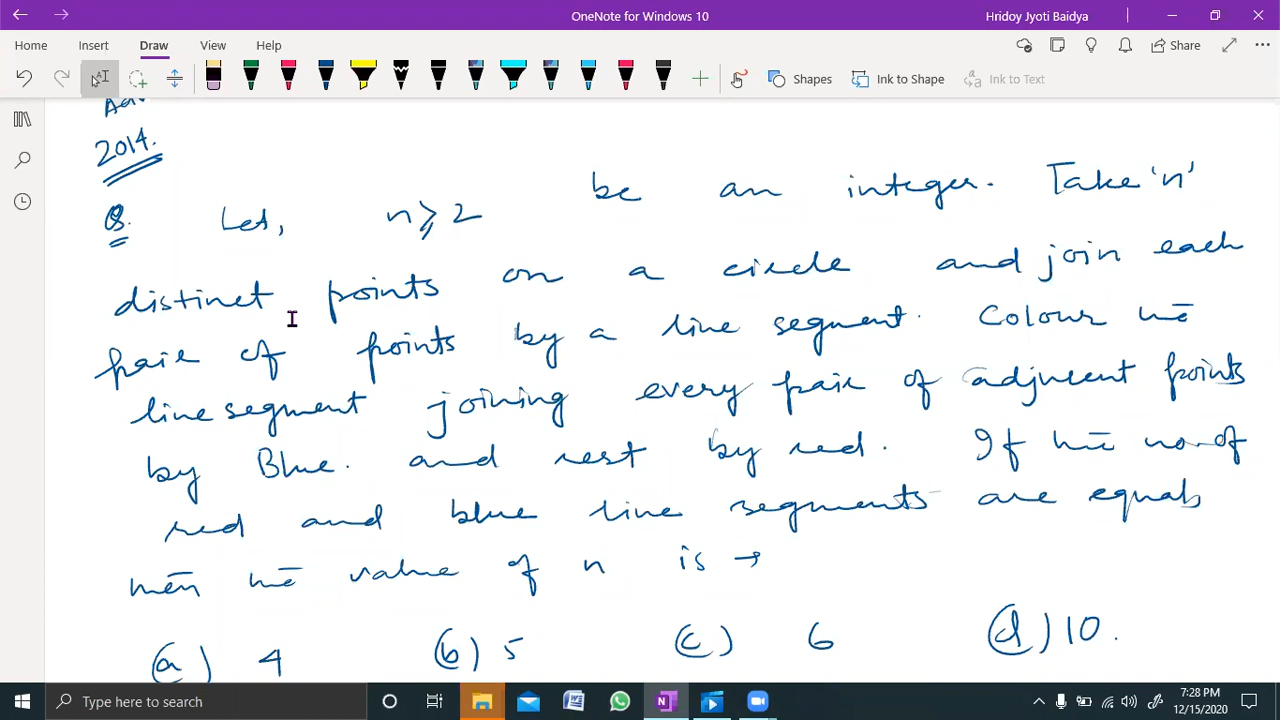 OneNote for Windows 10
Hridoy Jyoti Baidya
Home Insert Draw View Help
Share
Shapes Ink to Shape Ink to Text
Adv
2014.
Q. Let, n ≥ 2 be an integer. Take 'n'
distinct points on a circle and join each
pair of points by a line segment. Colour the
line segment joining every pair of adjacent points
by Blue. and rest by red. If the no of
red and blue line segments are equals
then the value of n is →
(a) 4 (b) 5 (c) 6 (d) 10.
Type here to search
7:28 PM
12/15/2020